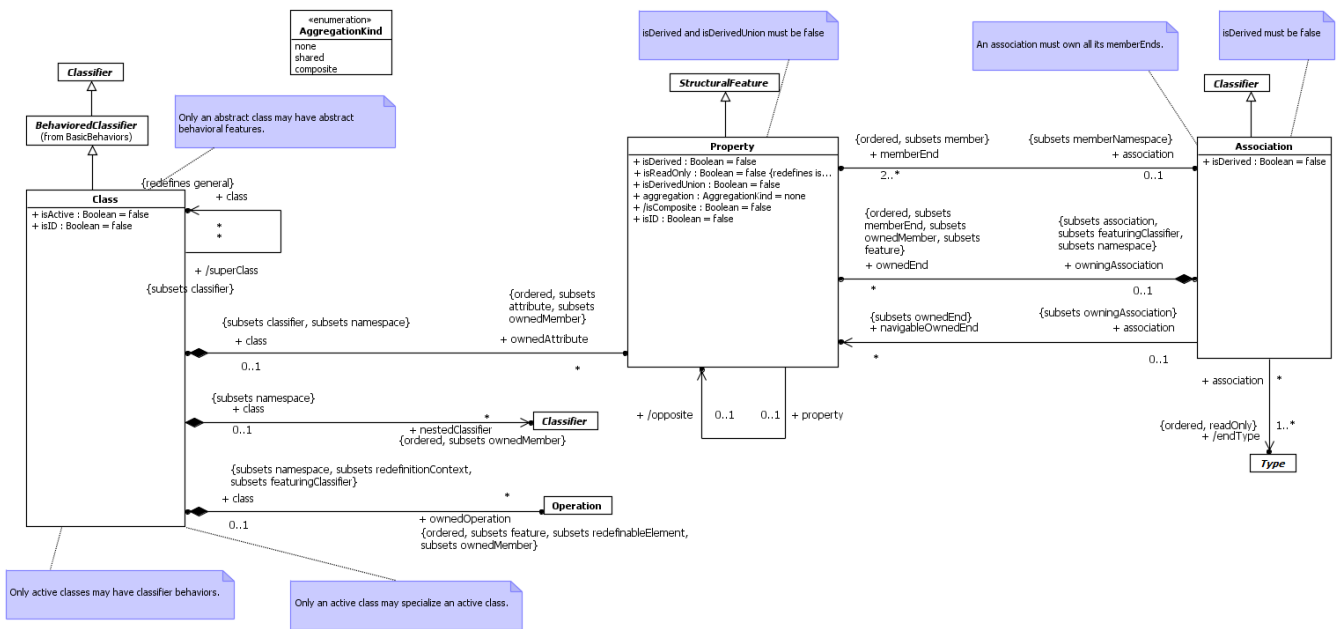 «enumeration»
AggregationKind
none
shared
composite
Classifier
BehavioredClassifier
(from BasicBehaviors)
Only an abstract class may have abstract
behavioral features.
{redefines general}
+ class
*
*
+ /superClass
{subsets classifier}
Class
+ isActive : Boolean = false
+ isID : Boolean = false
{subsets classifier, subsets namespace}
+ class
0..1
{ordered, subsets
attribute, subsets
ownedMember}
+ ownedAttribute
*
{subsets namespace}
+ class
0..1
*
+ nestedClassifier
{ordered, subsets ownedMember}
Classifier
{subsets namespace, subsets redefinitionContext,
subsets featuringClassifier}
+ class
0..1
*
+ ownedOperation
{ordered, subsets feature, subsets redefinableElement,
subsets ownedMember}
Operation
Only active classes may have classifier behaviors.
Only an active class may specialize an active class.
isDerived and isDerivedUnion must be false
StructuralFeature
Property
+ isDerived : Boolean = false
+ isReadOnly : Boolean = false {redefines is...
+ isDerivedUnion : Boolean = false
+ aggregation : AggregationKind = none
+ /isComposite : Boolean = false
+ isID : Boolean = false
+ /opposite
0..1
0..1
+ property
An association must own all its memberEnds.
isDerived must be false
Classifier
Association
+ isDerived : Boolean = false
{ordered, subsets member}
+ memberEnd
2..*
{subsets memberNamespace}
+ association
0..1
{ordered, subsets
memberEnd, subsets
ownedMember, subsets
feature}
+ ownedEnd
*
{subsets association,
subsets featuringClassifier,
subsets namespace}
+ owningAssociation
0..1
{subsets ownedEnd}
+ navigableOwnedEnd
*
{subsets owningAssociation}
+ association
0..1
+ association
*
{ordered, readOnly}
+ /endType
1..*
Type